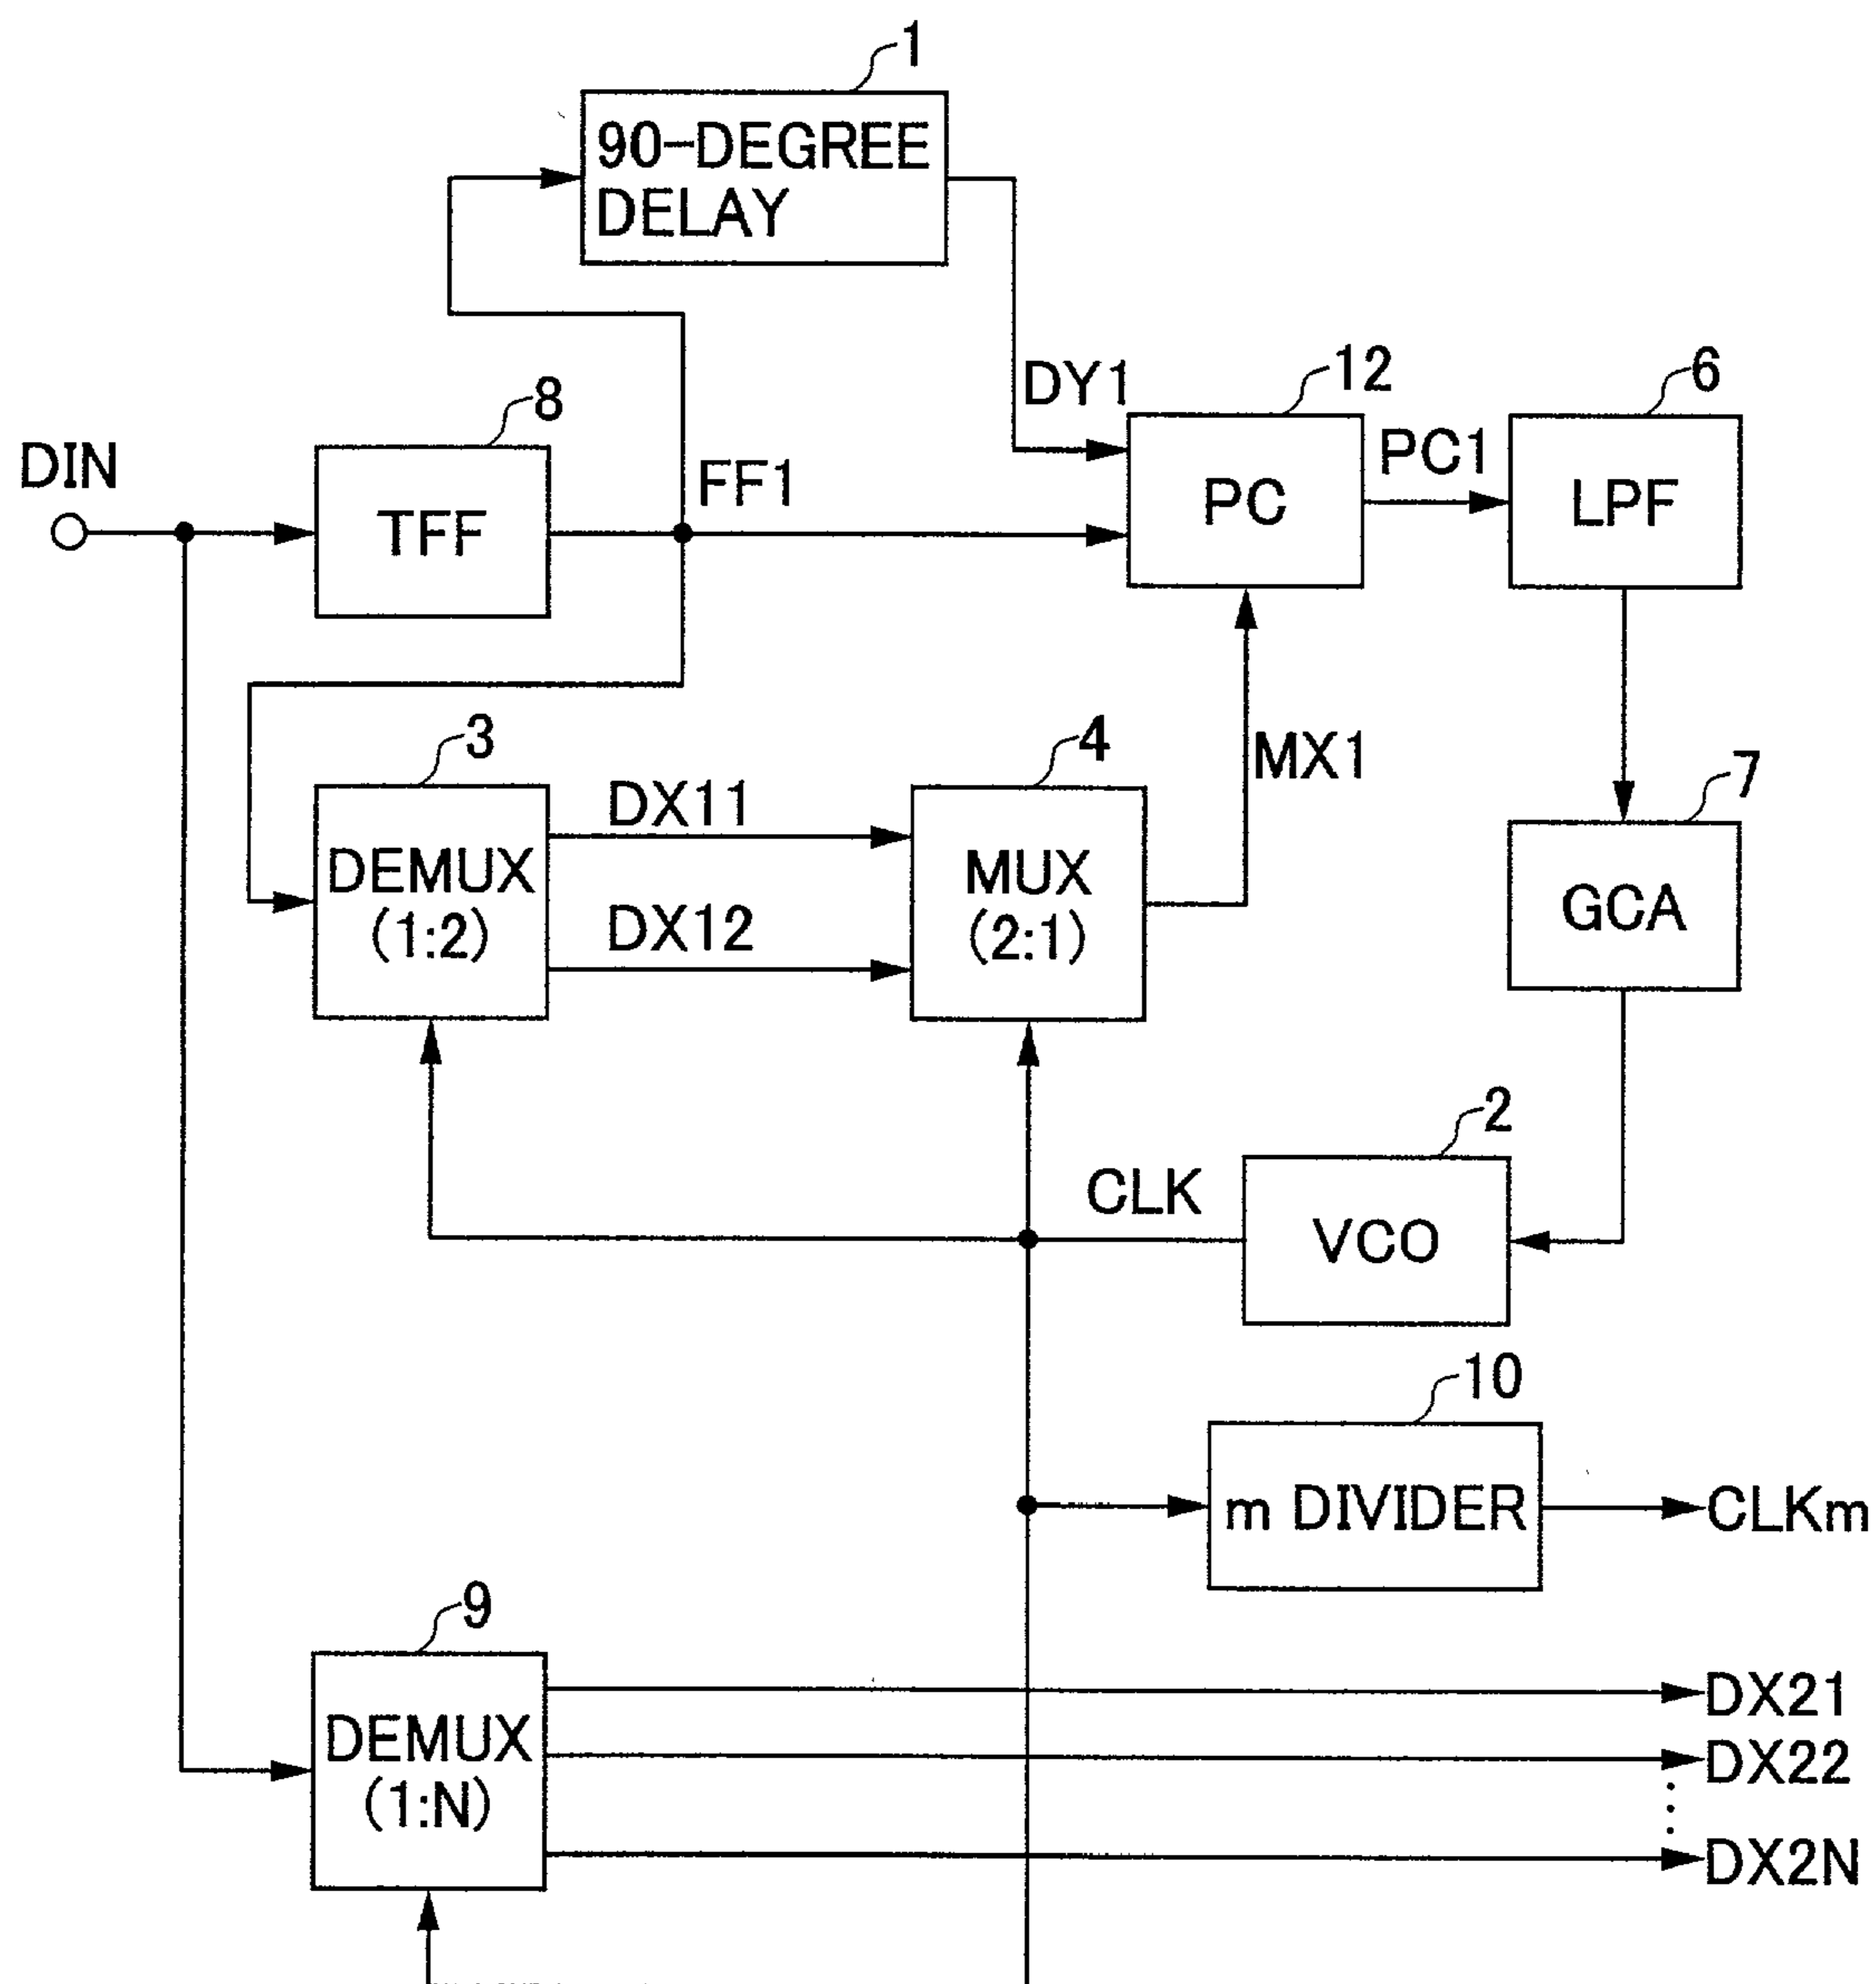 1
90-DEGREE
DELAY
DY1
12
6
8
DIN
FF1
PC1
TFF
PC
LPF
3
4
MX1
7
DX11
DEMUX
(1:2)
MUX
(2:1)
DX12
GCA
2
CLK
VCO
10
m DIVIDER
CLKm
9
DEMUX
(1:N)
DX21
DX22
DX2N